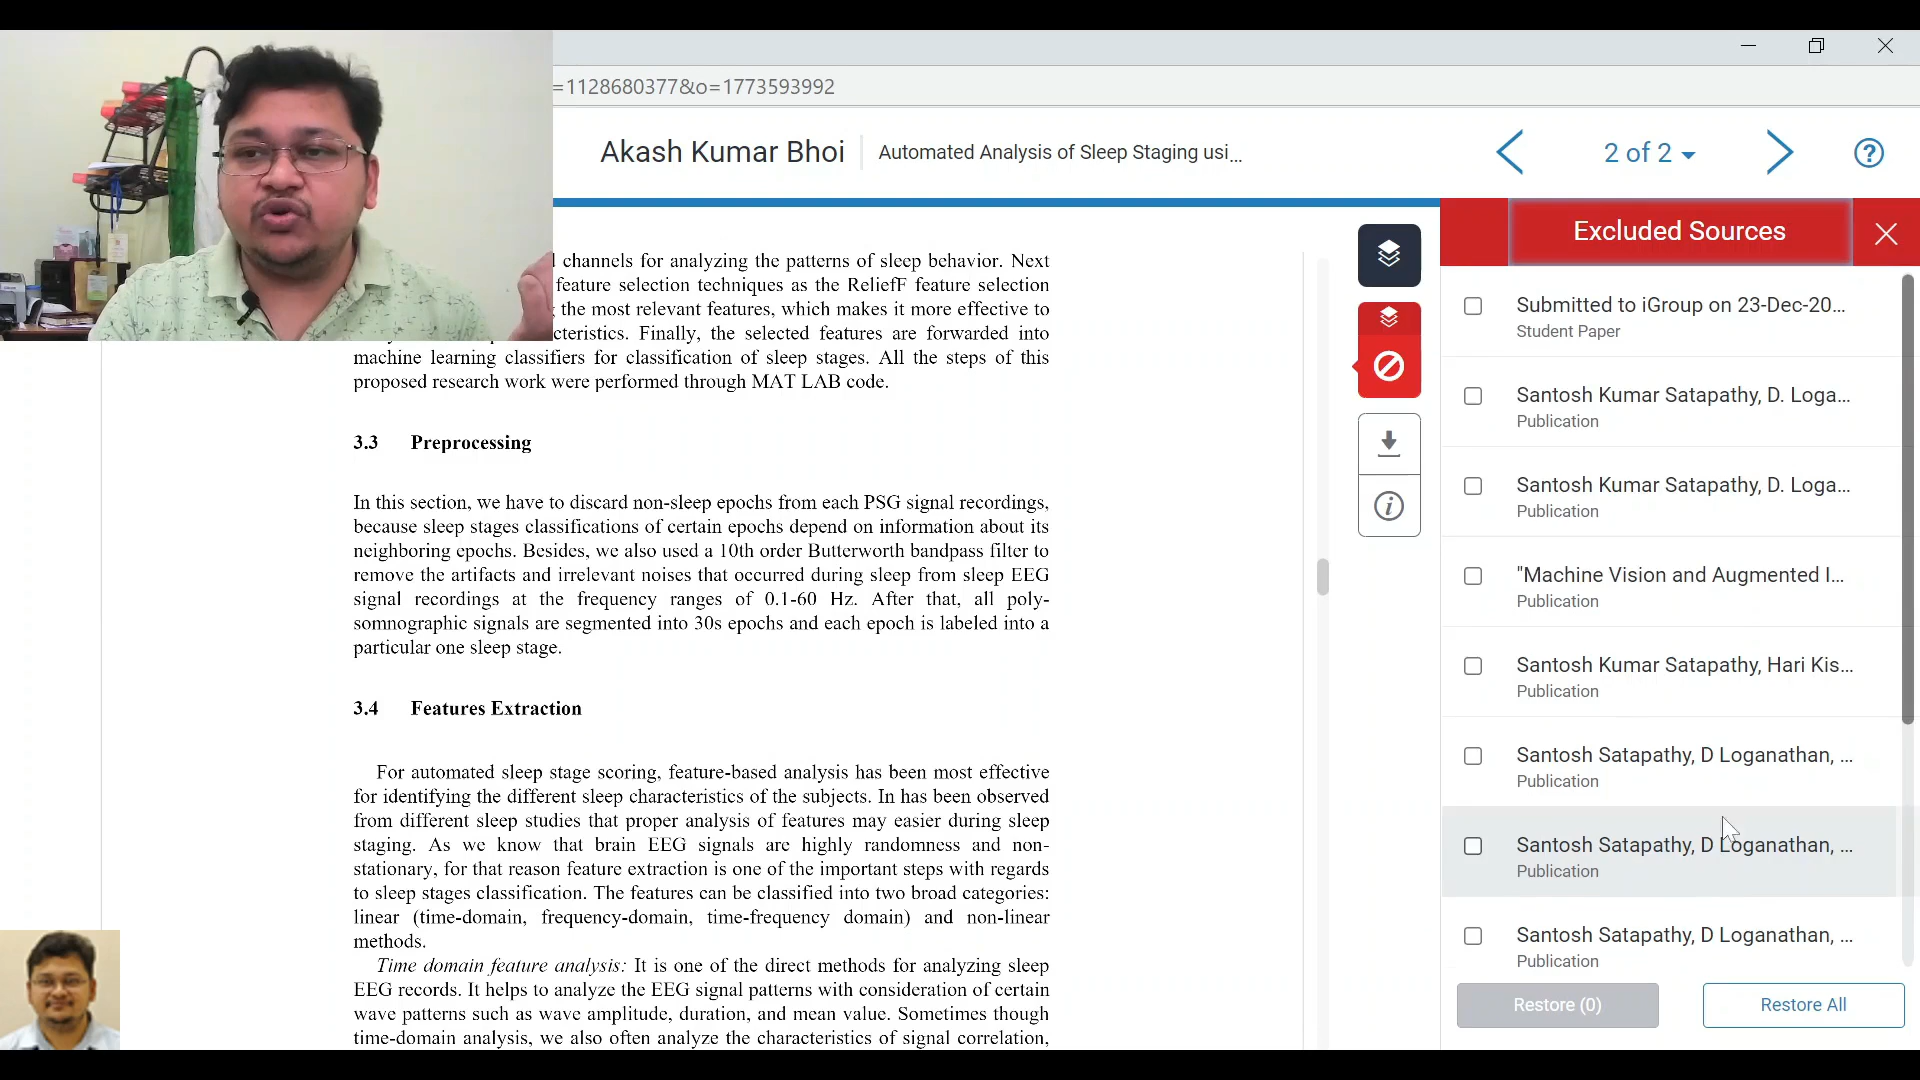 =1128680377&o=1773593992
Akash Kumar Bhoi
Automated Analysis of Sleep Staging usi...
2 of 2
channels for analyzing the patterns of sleep behavior. Next
feature selection techniques as the ReliefF feature selection
the most relevant features, which makes it more effective to
cteristics. Finally, the selected features are forwarded into
machine learning classifiers for classification of sleep stages. All the steps of this
proposed research work were performed through MAT LAB code.
3.3 Preprocessing
In this section, we have to discard non-sleep epochs from each PSG signal recordings,
because sleep stages classifications of certain epochs depend on information about its
neighboring epochs. Besides, we also used a 10th order Butterworth bandpass filter to
remove the artifacts and irrelevant noises that occurred during sleep from sleep EEG
signal recordings at the frequency ranges of 0.1-60 Hz. After that, all poly-
somnographic signals are segmented into 30s epochs and each epoch is labeled into a
particular one sleep stage.
3.4 Features Extraction
For automated sleep stage scoring, feature-based analysis has been most effective
for identifying the different sleep characteristics of the subjects. In has been observed
from different sleep studies that proper analysis of features may easier during sleep
staging. As we know that brain EEG signals are highly randomness and non-
stationary, for that reason feature extraction is one of the important steps with regards
to sleep stages classification. The features can be classified into two broad categories:
linear (time-domain, frequency-domain, time-frequency domain) and non-linear
methods.
Time domain feature analysis: It is one of the direct methods for analyzing sleep
EEG records. It helps to analyze the EEG signal patterns with consideration of certain
wave patterns such as wave amplitude, duration, and mean value. Sometimes though
time-domain analysis, we also often analyze the characteristics of signal correlation,
Excluded Sources
Submitted to iGroup on 23-Dec-20...
Student Paper
Santosh Kumar Satapathy, D. Loga...
Publication
Santosh Kumar Satapathy, D. Loga...
Publication
"Machine Vision and Augmented I...
Publication
Santosh Kumar Satapathy, Hari Kis...
Publication
Santosh Satapathy, D Loganathan, ...
Publication
Santosh Satapathy, D Loganathan, ...
Publication
Santosh Satapathy, D Loganathan, ...
Publication
Restore (0)
Restore All